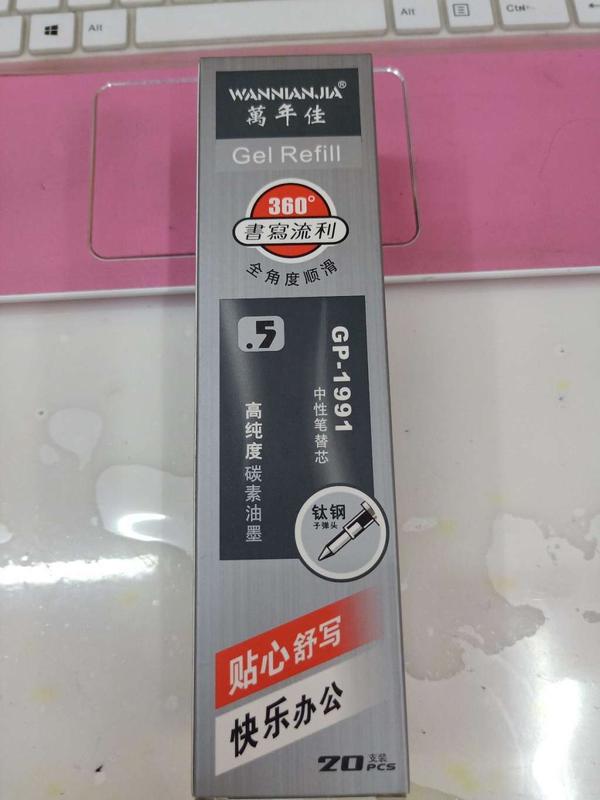 Alt
Alt
Ctrl
WANNIANJIA®
萬年佳
Gel Refill
360°
書寫流利
全角度顺滑
.5
GP-1991
中性笔替芯
高纯度碳素油墨
钛钢
子弹头
贴心舒写
快乐办公
20支装
PCS